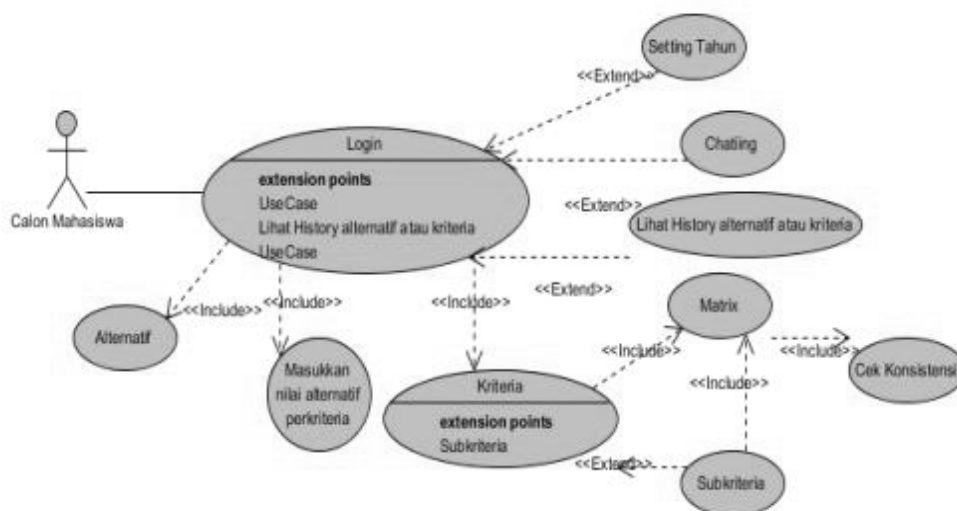 Setting Tahun
<<Extend>>
Login
extension points
UseCase
Lihat History alternatif atau kriteria
UseCase
Chatiing
Calon Mahasiswa
<<Extend>>
Lihat History alternatif atau kriteria
<<Include>>
<<Include>>
<<Include>>
<<Extend>>
Matrix
Alternatif
<<Include>>
<<Include>>
Cek Konsistensi
Masukkan
nilai alternatif
perkriteria
Kriteria
extension points
Subkriteria
<<Include>>
<<Extend>>
Subkriteria